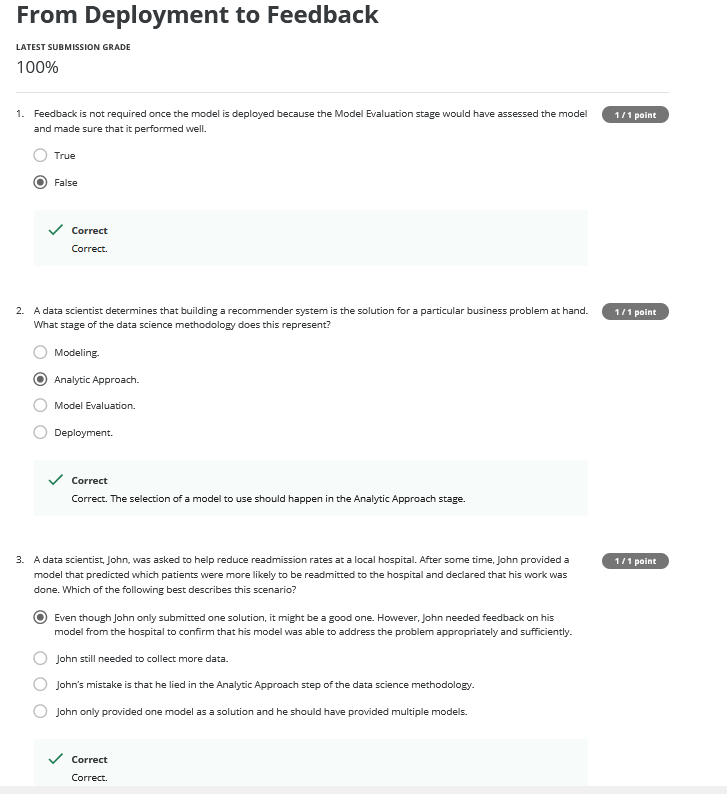 From Deployment to Feedback
LATEST SUBMISSION GRADE
100%
1. Feedback is not required once the model is deployed because the Model Evaluation stage would have assessed the model
and made sure that it performed well.
1 / 1 point
True
False
Correct
Correct.
2. A data scientist determines that building a recommender system is the solution for a particular business problem at hand.
What stage of the data science methodology does this represent?
1 / 1 point
Modeling.
Analytic Approach.
Model Evaluation.
Deployment.
Correct
Correct. The selection of a model to use should happen in the Analytic Approach stage.
3. A data scientist, John, was asked to help reduce readmission rates at a local hospital. After some time, John provided a
model that predicted which patients were more likely to be readmitted to the hospital and declared that his work was
done. Which of the following best describes this scenario?
1 / 1 point
Even though John only submitted one solution, it might be a good one. However, John needed feedback on his
model from the hospital to confirm that his model was able to address the problem appropriately and sufficiently.
John still needed to collect more data.
John's mistake is that he lied in the Analytic Approach step of the data science methodology.
John only provided one model as a solution and he should have provided multiple models.
Correct
Correct.